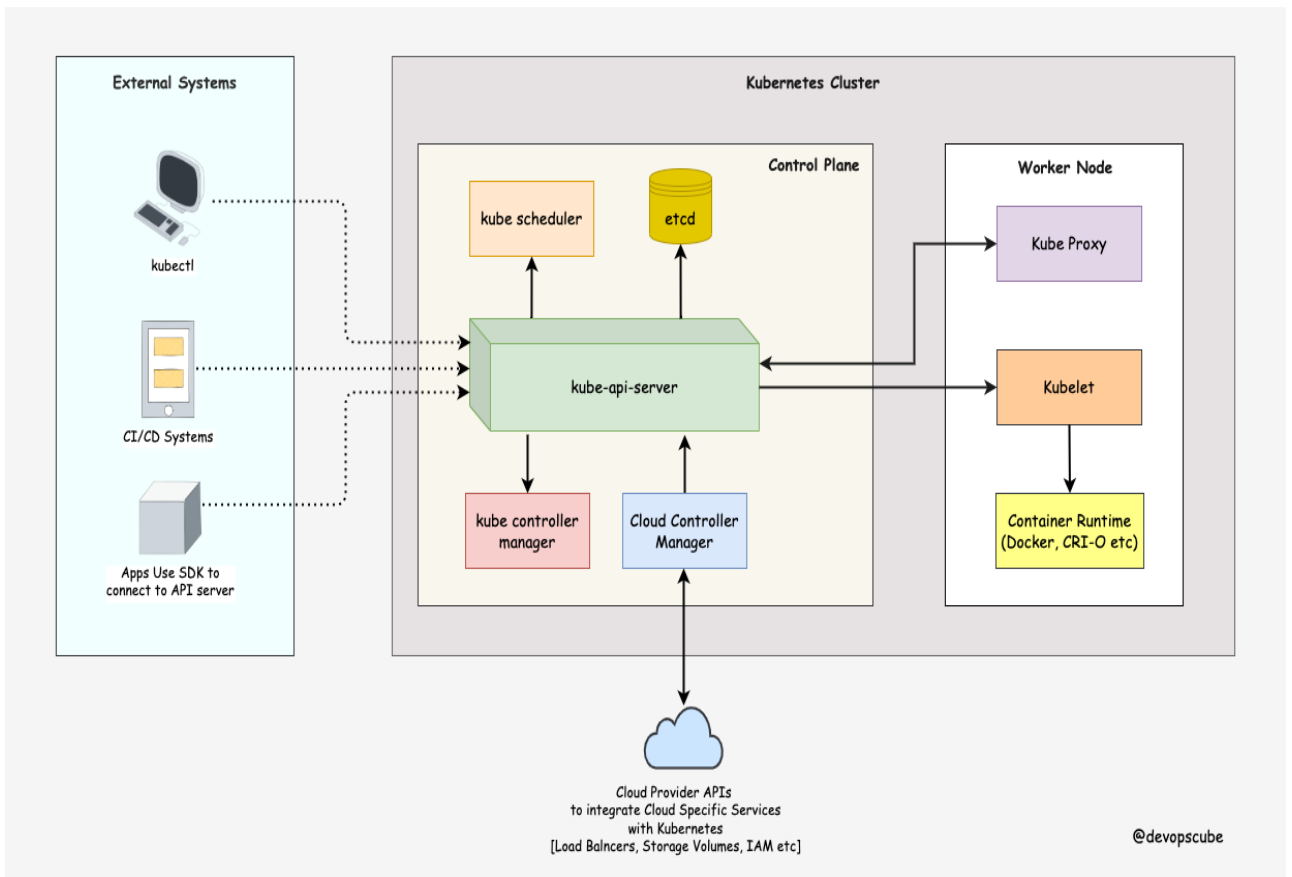 External Systems
kubectl
CI/CD Systems
Apps Use SDK to
connect to API server
Kubernetes Cluster
Control Plane
kube scheduler
etcd
kube-api-server
kube controller
manager
Cloud Controller
Manager
Worker Node
Kube Proxy
Kubelet
Container Runtime
(Docker, CRI-O etc)
Cloud Provider APIs
to integrate Cloud Specific Services
with Kubernetes
[Load Balncers, Storage Volumes, IAM etc]
@devopscube